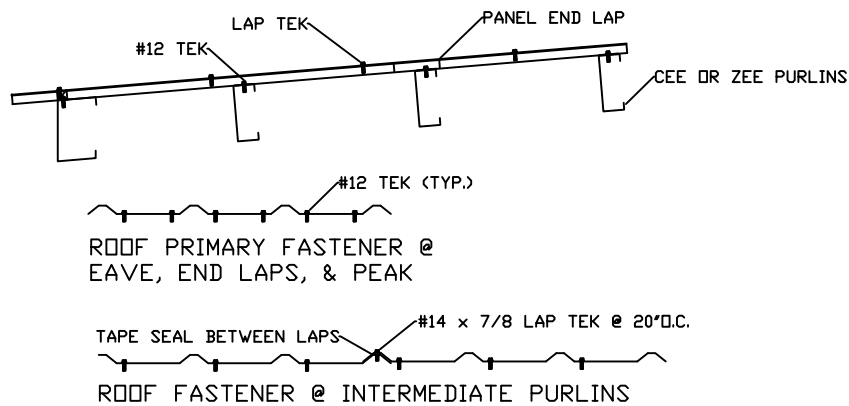 PANEL END LAP
LAP TEK
#12 TEK
CEE OR ZEE PURLINS
#12 TEK (TYP.)
ROOF PRIMARY FASTENER @
EAVE, END LAPS, & PEAK
#14 x 7/8 LAP TEK @ 20"O.C.
TAPE SEAL BETWEEN LAPS
ROOF FASTENER @ INTERMEDIATE PURLINS